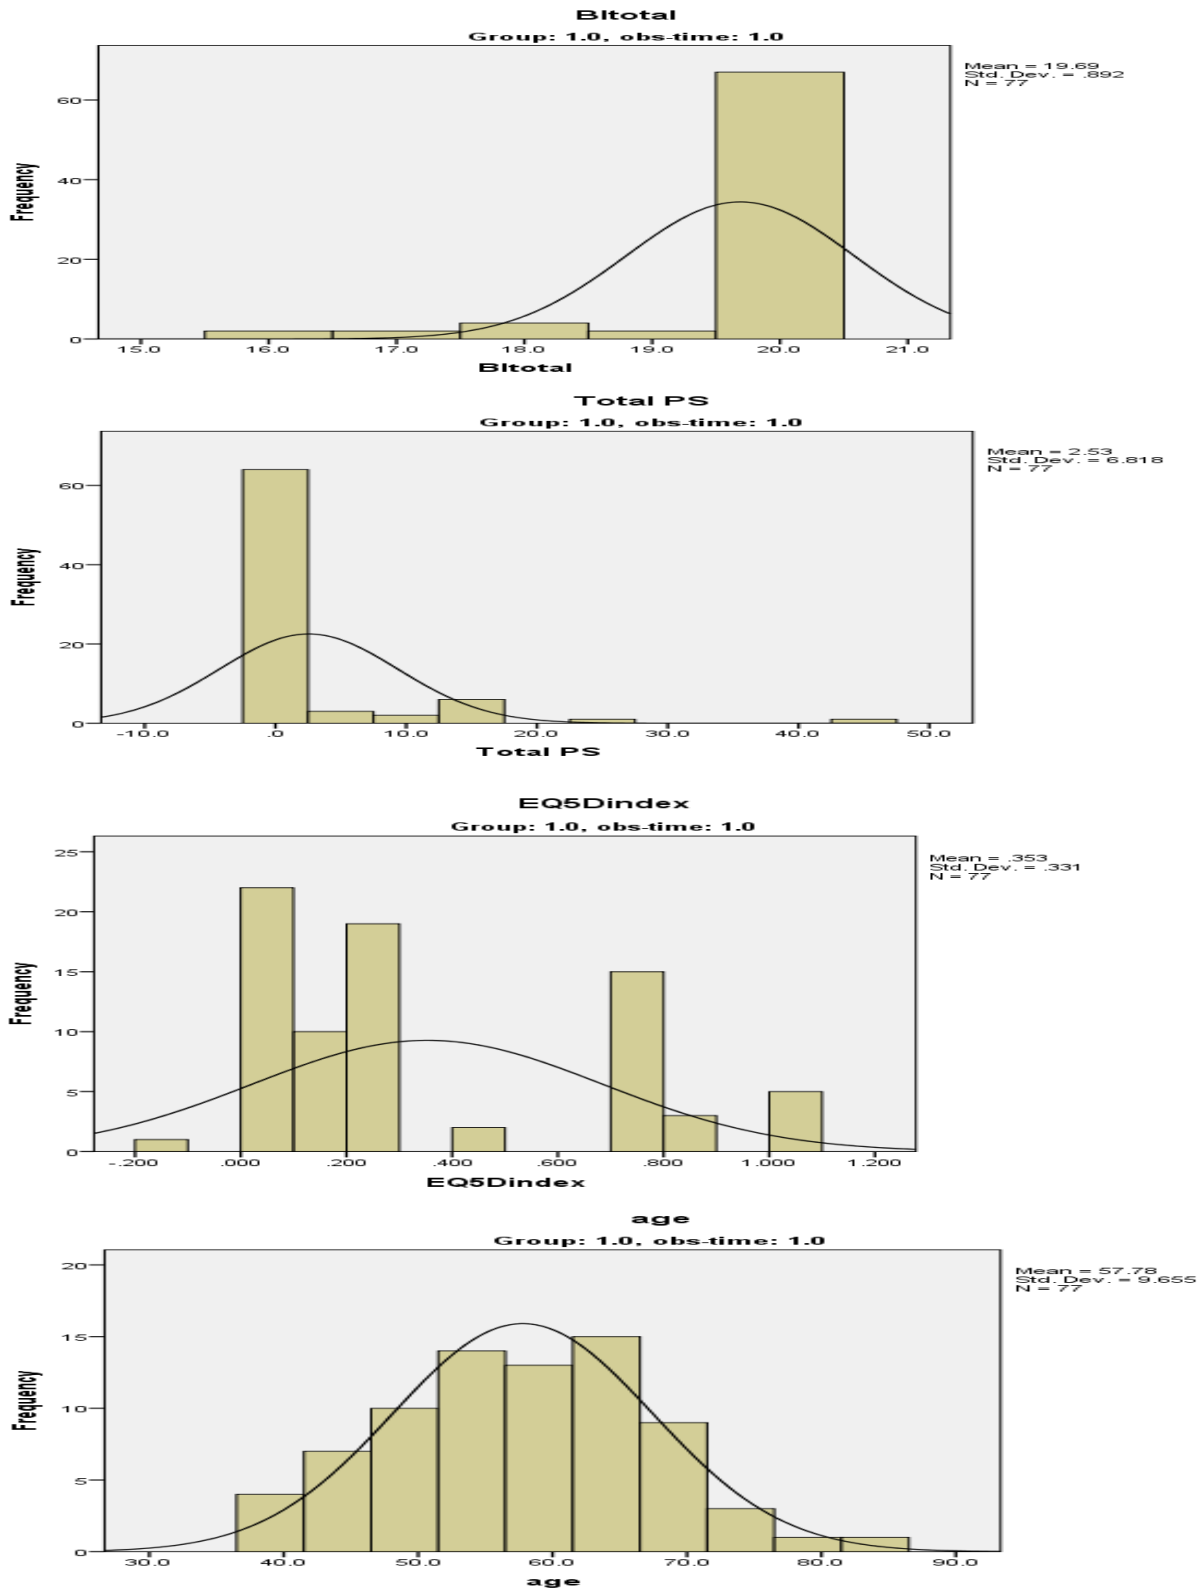 BItotal
Group: 1.0, obs-time: 1.0
Mean = 19.69
Std. Dev. = .892
N = 77
Frequency
60
40
20
0
15.0 16.0 17.0 18.0 19.0 20.0 21.0
BItotal
Total PS
Group: 1.0, obs-time: 1.0
Mean = 2.53
Std. Dev. = 6.818
N = 77
Frequency
60
40
20
0
-10.0 .0 10.0 20.0 30.0 40.0 50.0
Total PS
EQ5Dindex
Group: 1.0, obs-time: 1.0
Mean = .353
Std. Dev. = .331
N = 77
Frequency
25
20
15
10
5
0
-.200 .000 .200 .400 .600 .800 1.000 1.200
EQ5Dindex
age
Group: 1.0, obs-time: 1.0
Mean = 57.78
Std. Dev. = 9.655
N = 77
Frequency
20
15
10
5
0
30.0 40.0 50.0 60.0 70.0 80.0 90.0
age